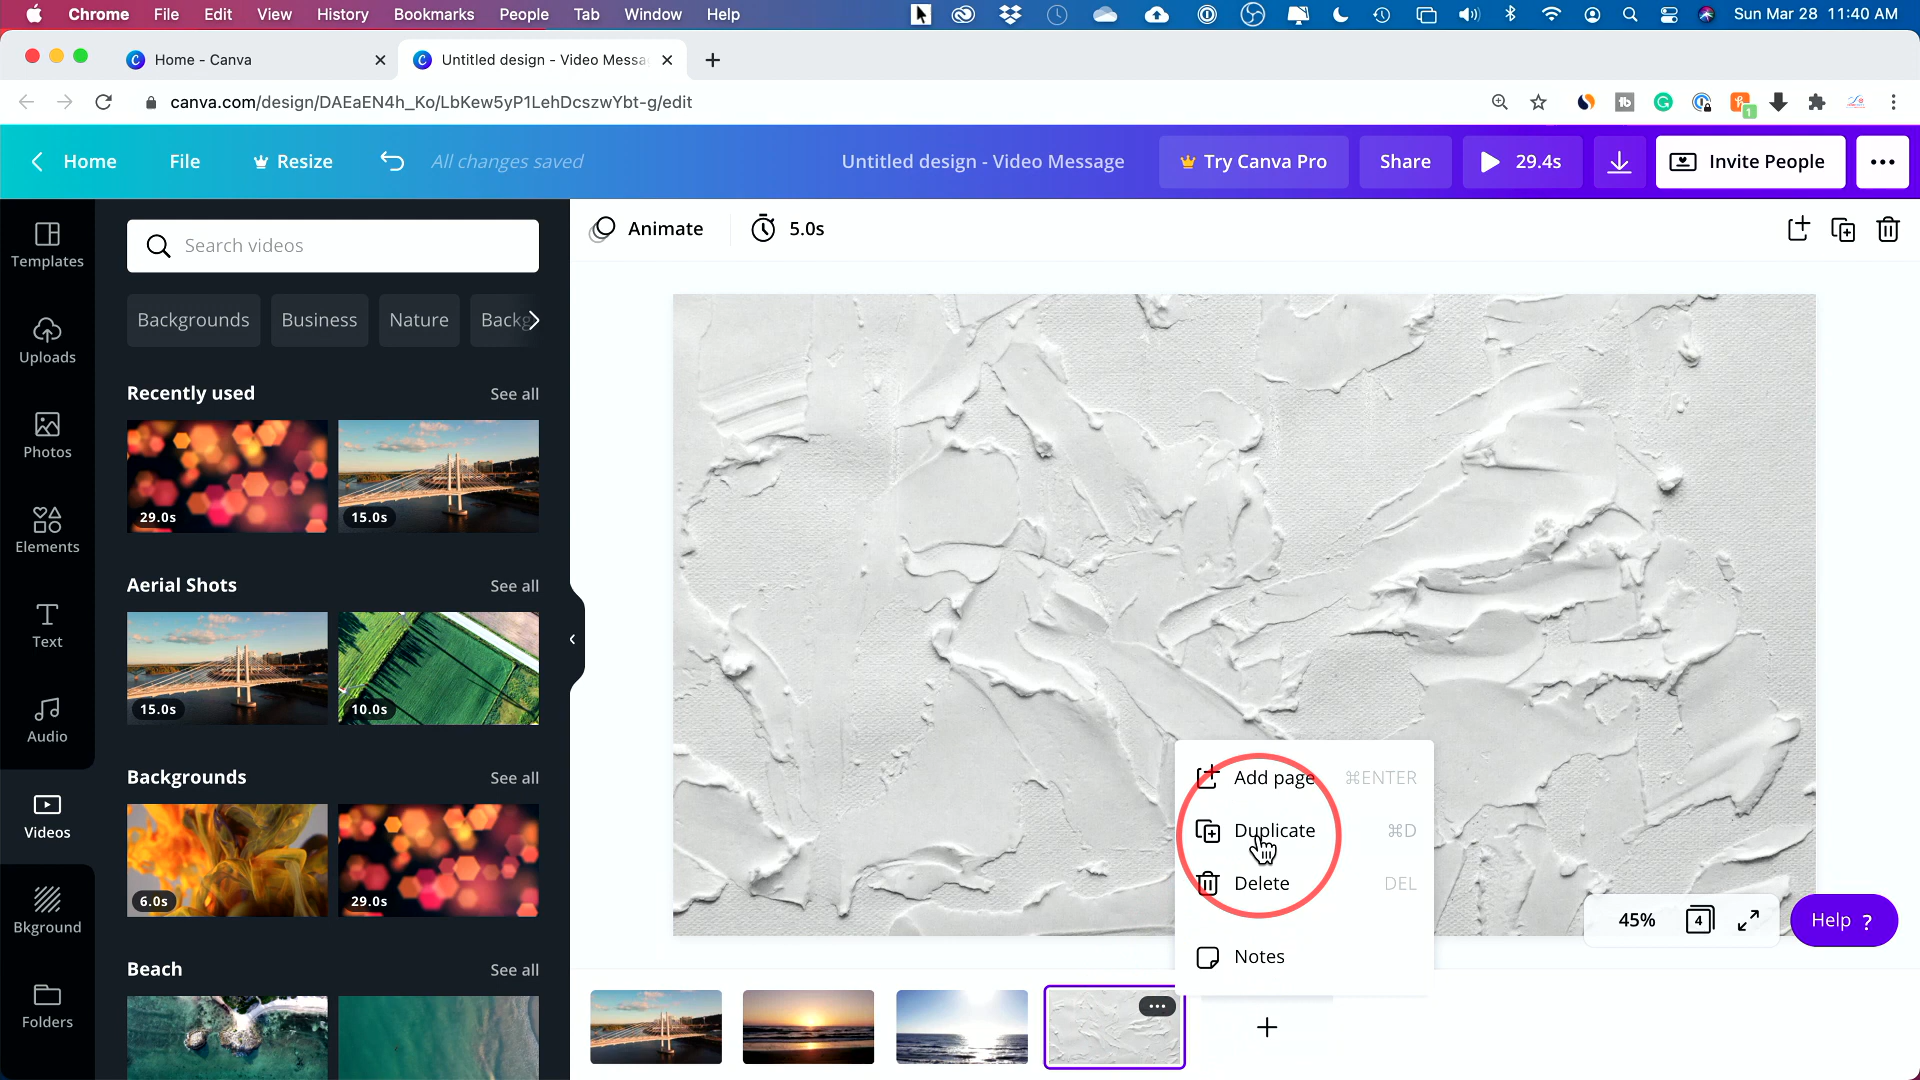 Chrome File Edit View History Bookmarks People Tab Window Help Sun Mar 28 11:40 AM
Home - Canva Untitled design - Video Messa
canva.com/design/DAEaEN4h_Ko/LbKew5yP1LehDcszwYbt-g/edit
Home File Resize All changes saved Untitled design - Video Message Try Canva Pro Share 29.4s Invite People
Templates
Uploads
Photos
Elements
Text
Audio
Videos
Bkground
Folders
Search videos
Backgrounds Business Nature Backg
Recently used See all
29.0s 15.0s
Aerial Shots See all
15.0s 10.0s
Backgrounds See all
6.0s 29.0s
Beach See all
Animate 5.0s
Add page ⌘ENTER
Duplicate ⌘D
Delete DEL
Notes
45% 4 Help ?